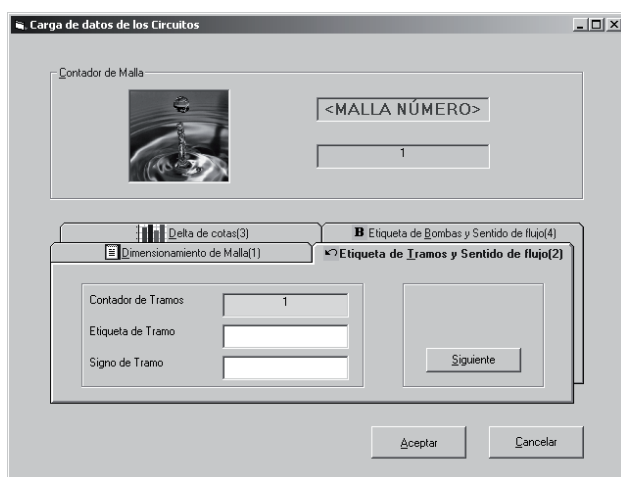 Carga de datos de los Circuitos
Contador de Malla
<MALLA NÚMERO>
1
Delta de cotas(3)
B Etiqueta de Bombas y Sentido de flujo(4)
Dimensionamiento de Malla(1)
Etiqueta de Tramos y Sentido de flujo(2)
Contador de Tramos
1
Etiqueta de Tramo
Signo de Tramo
Siguiente
Aceptar
Cancelar